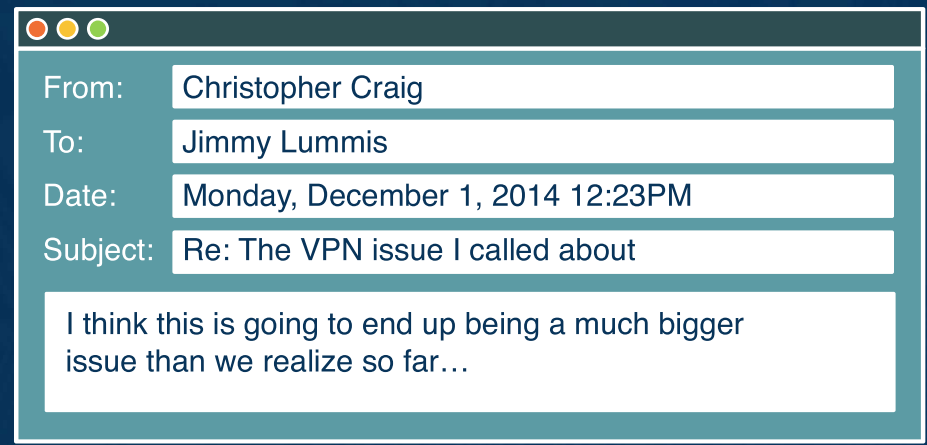 From: Christopher Craig
To: Jimmy Lummis
Date: Monday, December 1, 2014 12:23PM
Subject: Re: The VPN issue I called about
I think this is going to end up being a much bigger
issue than we realize so far…